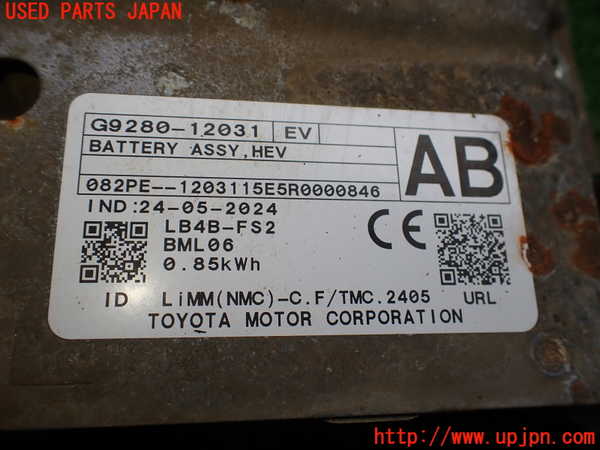 USED PARTS JAPAN
G9280-12031 EV
BATTERY ASSY,HEV
AB
082PE--1203115E5R0000846
IND:24-05-2024
LB4B-FS2
BML06
0.85kWh
CE
ID LiMM(NMC)-C.F/TMC.2405 URL
TOYOTA MOTOR CORPORATION
http://www.upjpn.com/